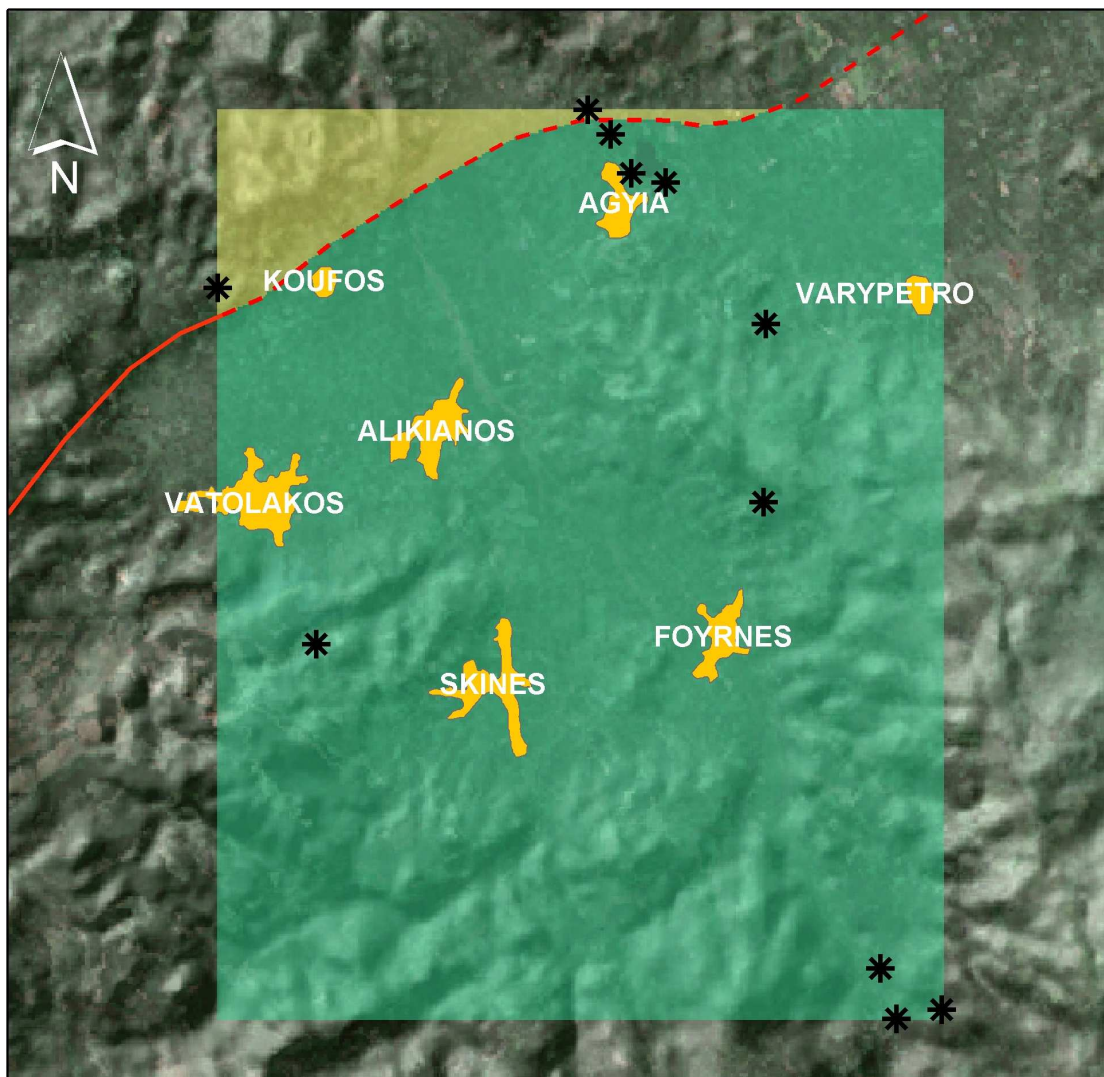 N
AGYIA
KOUFOS
VARYPETRO
ALIKIANOS
VATOLAKOS
FOYRNES
SKINES